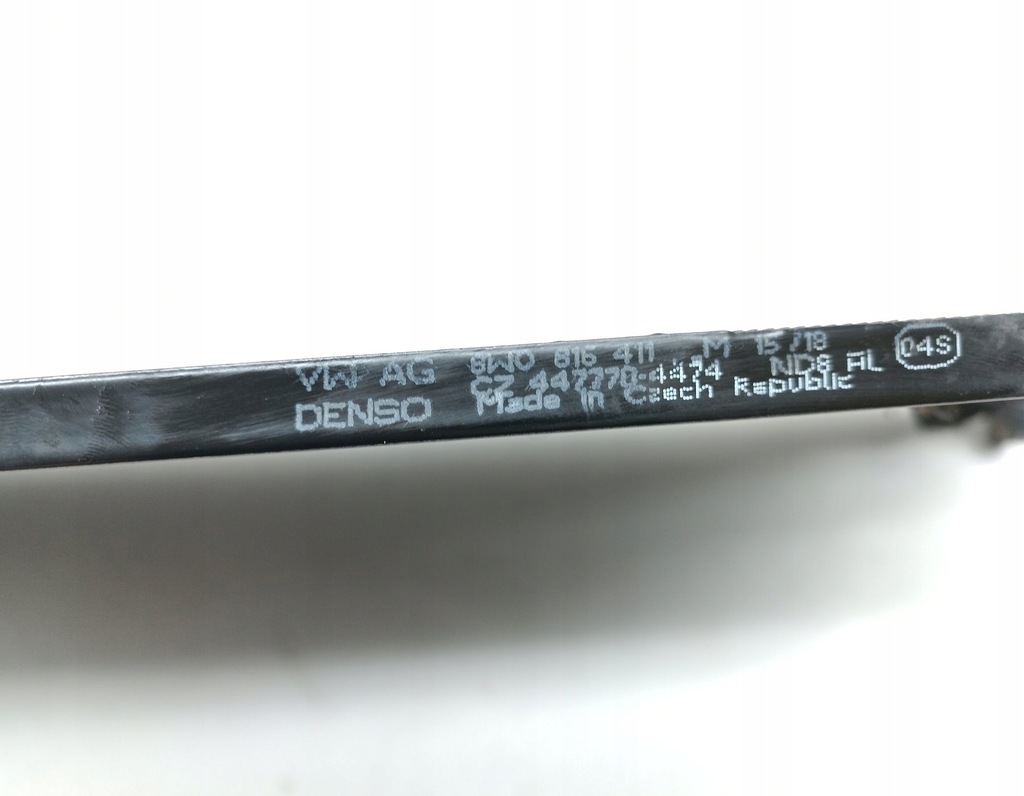 VW AG 8W0 816 411 M 15/18
CZ 447770-4474 ND8 AL 04S
DENSO Made in Czech Republic